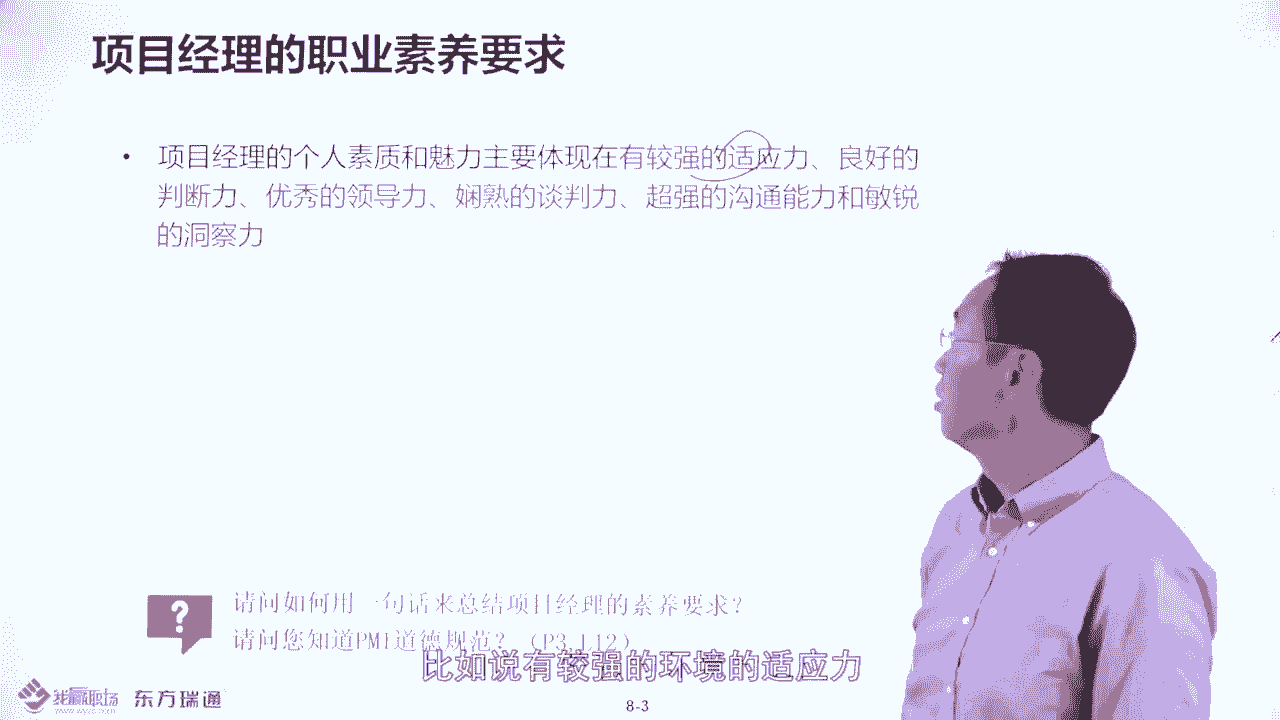 项目经理的职业素养要求
• 项目经理的个人素质和魅力主要体现在有较强的适应力、良好的
判断力、优秀的领导力、娴熟的谈判力、超强的沟通能力和敏锐
的洞察力
?
请问如何用一句话来总结项目经理的素养要求?
请问您知道PMI道德规范?(P3,112)
比如说有较强的环境的适应力
我赢职场
东方瑞通
8-3